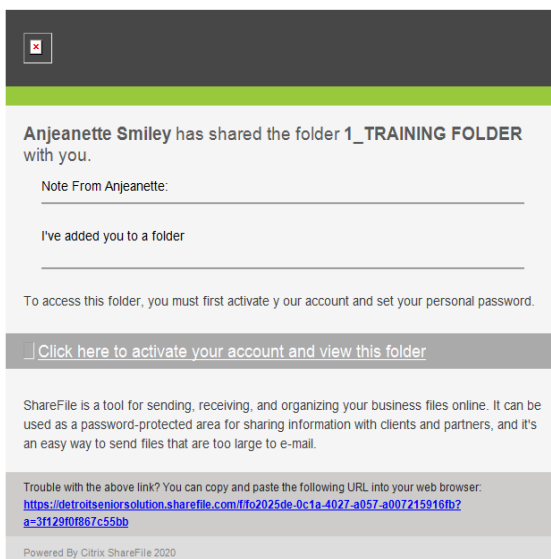 Anjeanette Smiley has shared the folder 1_TRAINING FOLDER
with you.
Note From Anjeanette:
I've added you to a folder
To access this folder, you must first activate y our account and set your personal password.
Click here to activate your account and view this folder
ShareFile is a tool for sending, receiving, and organizing your business files online. It can be
used as a password-protected area for sharing information with clients and partners, and it's
an easy way to send files that are too large to e-mail.
Trouble with the above link? You can copy and paste the following URL into your web browser:
https://detroitseniorsolution.sharefile.com/f/fo2025de-0c1a-4027-a057-a007215916fb?
a=3f129f0f867c55bb
Powered By Citrix ShareFile 2020